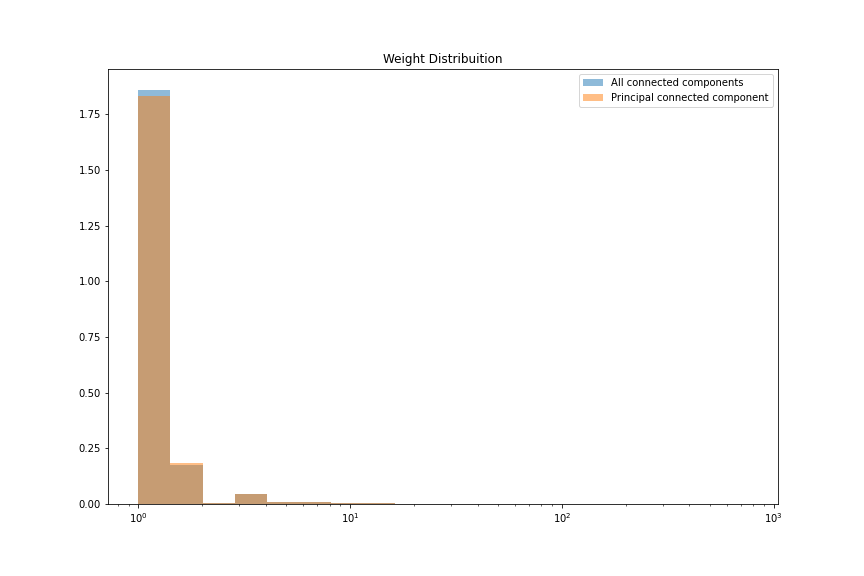 Weight Distribuition
All connected components
Principal connected component
1.75
1.50
1.25
1.00
0.75
0.50
0.25
0.00
10⁰ 10¹ 10² 10³